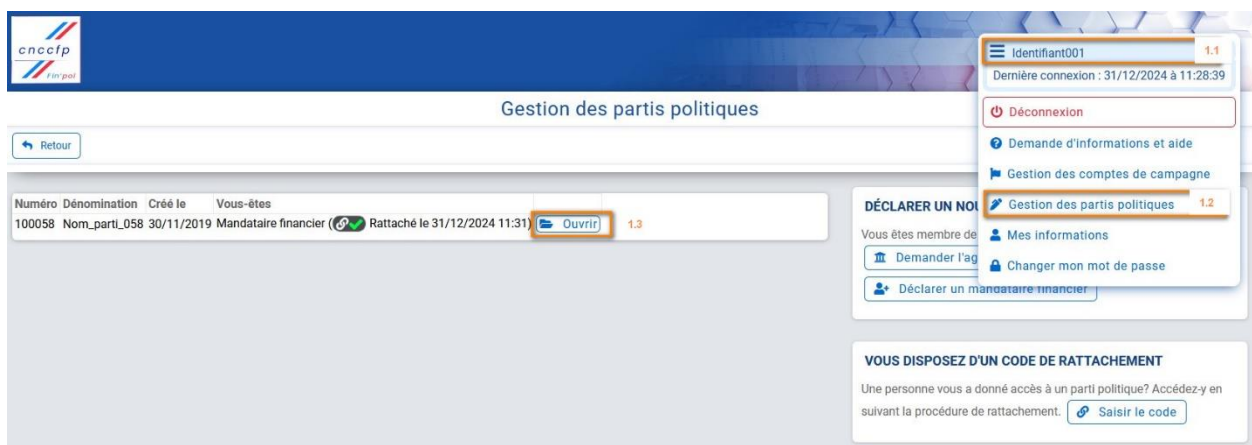 cnccfp
Fin'pol
Identifiant001 1.1
Dernière connexion : 31/12/2024 à 11:28:39
Gestion des partis politiques
Déconnexion
Retour
Demande d'informations et aide
Gestion des comptes de campagne
Gestion des partis politiques 1.2
Mes informations
Changer mon mot de passe
Numéro Dénomination Créé le Vous-êtes
100058 Nom_parti_058 30/11/2019 Mandataire financier ( Rattaché le 31/12/2024 11:31) Ouvrir 1.3
DÉCLARER UN NOU
Vous êtes membre de
Demander l'ag
Déclarer un mandataire financier
VOUS DISPOSEZ D'UN CODE DE RATTACHEMENT
Une personne vous a donné accès à un parti politique? Accédez-y en
suivant la procédure de rattachement. Saisir le code